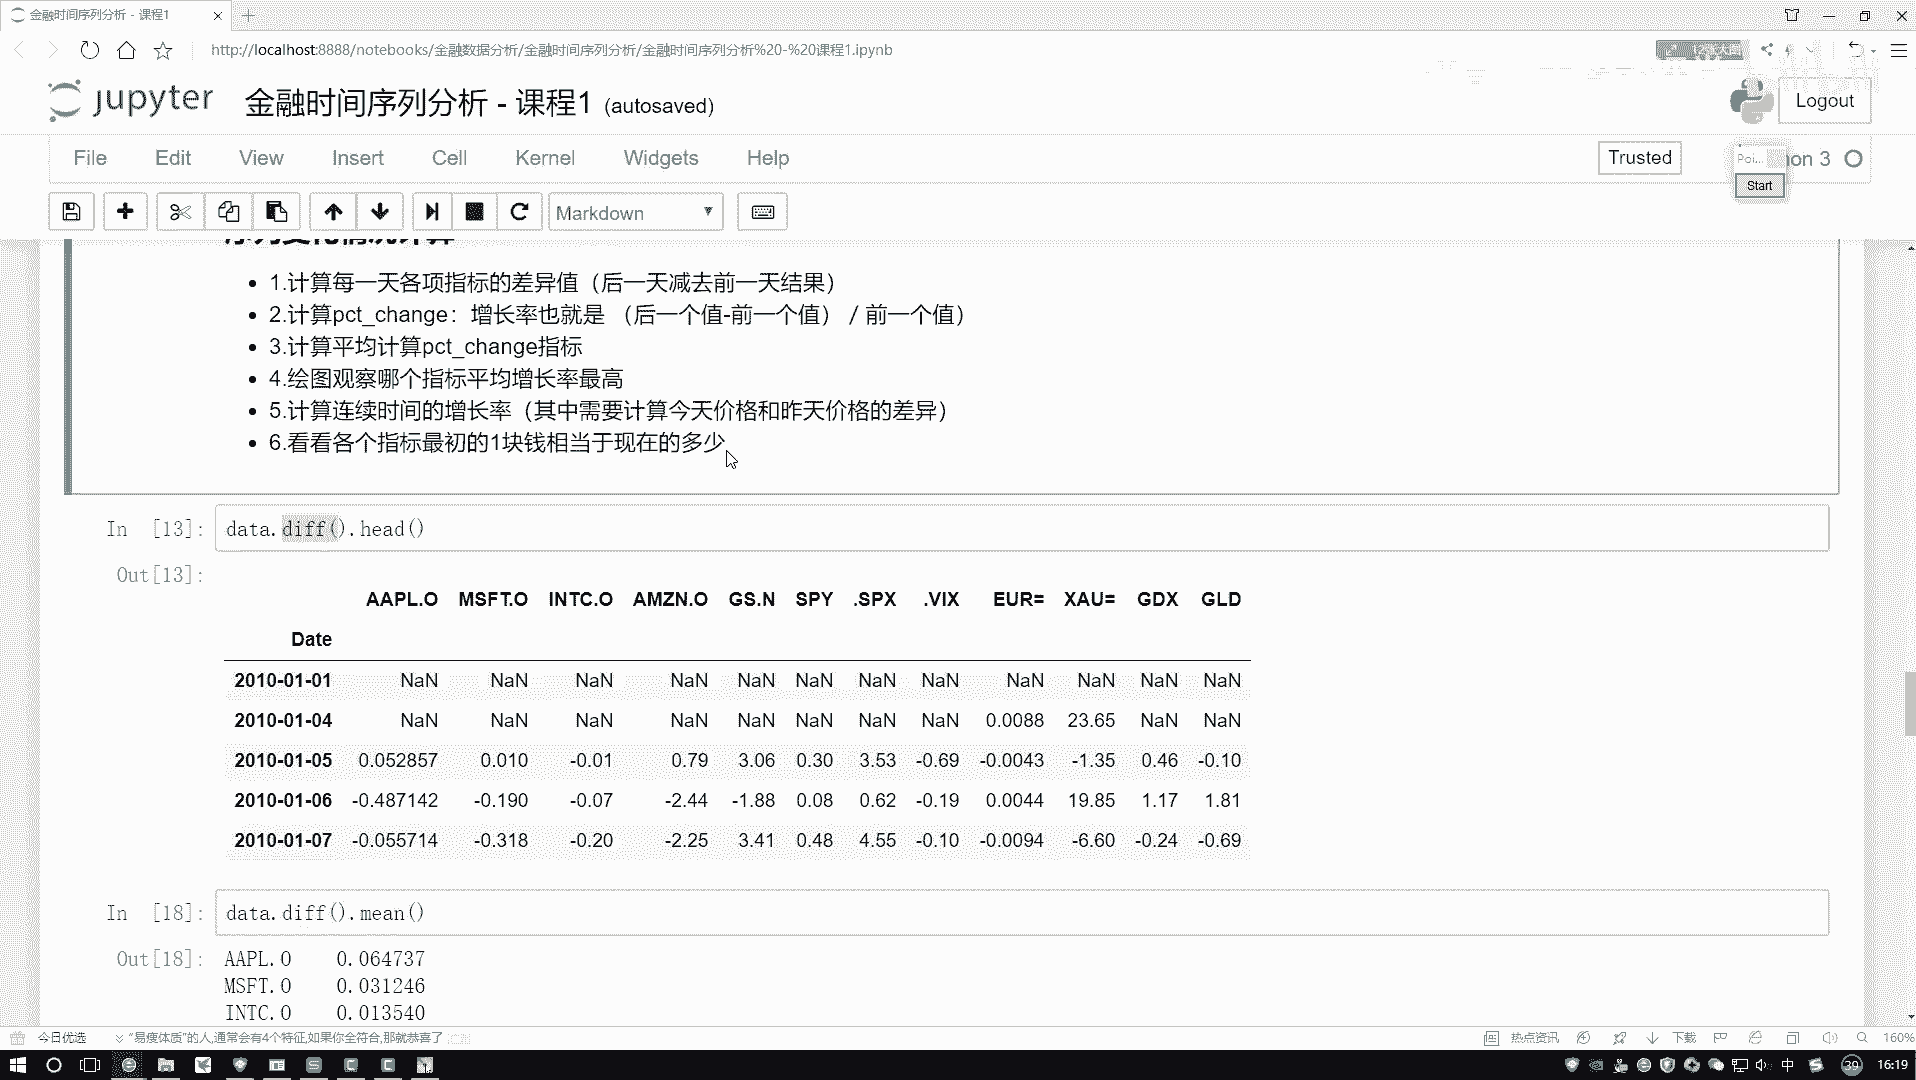 金融时间序列分析 - 课程1
http://localhost:8888/notebooks/金融数据分析/金融时间序列分析/金融时间序列分析%20-%20课程1.ipynb
jupyter 金融时间序列分析 - 课程1 (autosaved)
Logout
File Edit View Insert Cell Kernel Widgets Help
Trusted
Poi...
on 3
Start
Markdown
1.计算每一天各项指标的差异值（后一天减去前一天结果）
2.计算pct_change：增长率也就是 （后一个值-前一个值） / 前一个值）
3.计算平均计算pct_change指标
4.绘图观察哪个指标平均增长率最高
5.计算连续时间的增长率（其中需要计算今天价格和昨天价格的差异）
6.看看各个指标最初的1块钱相当于现在的多少
In [13]: data.diff().head()
Out[13]:
AAPL.O MSFT.O INTC.O AMZN.O GS.N SPY .SPX .VIX EUR= XAU= GDX GLD
Date
2010-01-01 NaN NaN NaN NaN NaN NaN NaN NaN NaN NaN NaN NaN
2010-01-04 NaN NaN NaN NaN NaN NaN NaN NaN 0.0088 23.65 NaN NaN
2010-01-05 0.052857 0.010 -0.01 0.79 3.06 0.30 3.53 -0.69 -0.0043 -1.35 0.46 -0.10
2010-01-06 -0.487142 -0.190 -0.07 -2.44 -1.88 0.08 0.62 -0.19 0.0044 19.85 1.17 1.81
2010-01-07 -0.055714 -0.318 -0.20 -2.25 3.41 0.48 4.55 -0.10 -0.0094 -6.60 -0.24 -0.69
In [18]: data.diff().mean()
Out[18]: AAPL.O 0.064737
MSFT.O 0.031246
INTC.O 0.013540
今日优选 “易瘦体质”的人,通常会有4个特征,如果你全符合,那就恭喜了
热点资讯 下载 160%
中 39 16:19